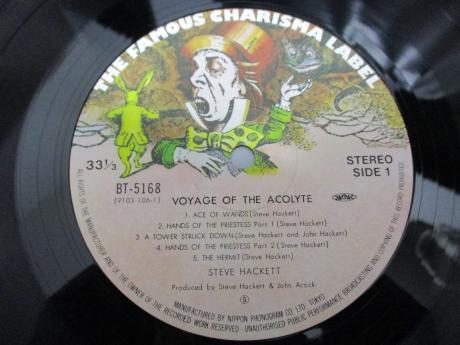 THE FAMOUS CHARISMA LABEL
33 1/3
STEREO
SIDE 1
BT-5168
(9103-106-1)
VOYAGE OF THE ACOLYTE
1. ACE OF WANDS (Steve Hackett)
2. HANDS OF THE PRIESTESS Part 1 (Steve Hackett)
3. A TOWER STRUCK DOWN (Steve Hackett and John Hackett)
4. HANDS OF THE PRIESTESS Part 2 (Steve Hackett)
5. THE HERMIT (Steve Hackett)
STEVE HACKETT
Produced by Steve Hackett & John Acock
S
MANUFACTURED BY NIPPON PHONOGRAM CO. LTD., TOKYO.
ALL RIGHTS OF THE MANUFACTURER AND OF THE OWNER OF THE RECORDED WORK RESERVED · UNAUTHORISED PUBLIC PERFORMANCE BROADCASTING AND COPYING OF THIS RECORD PROHIBITED